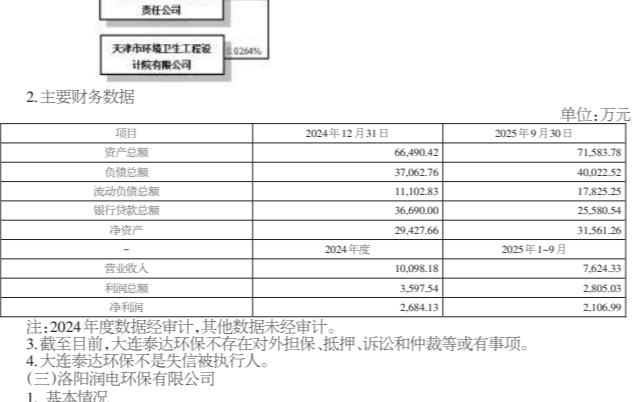 责任公司
天津市环境卫生工程设
计院有限公司
0.0264%
2.主要财务数据
单位:万元
项目 2024年12月31日 2025年9月30日
资产总额 66,490.42 71,583.78
负债总额 37,062.76 40,022.52
流动负债总额 11,102.83 17,825.25
银行贷款总额 36,690.00 25,580.54
净资产 29,427.66 31,561.26
- 2024年度 2025年1-9月
营业收入 10,098.18 7,624.33
利润总额 3,597.54 2,805.03
净利润 2,684.13 2,106.99
注:2024年度数据经审计,其他数据未经审计。
3.截至目前,大连泰达环保不存在对外担保、抵押、诉讼和仲裁等或有事项。
4.大连泰达环保不是失信被执行人。
(三)洛阳润电环保有限公司
1. 基本情况